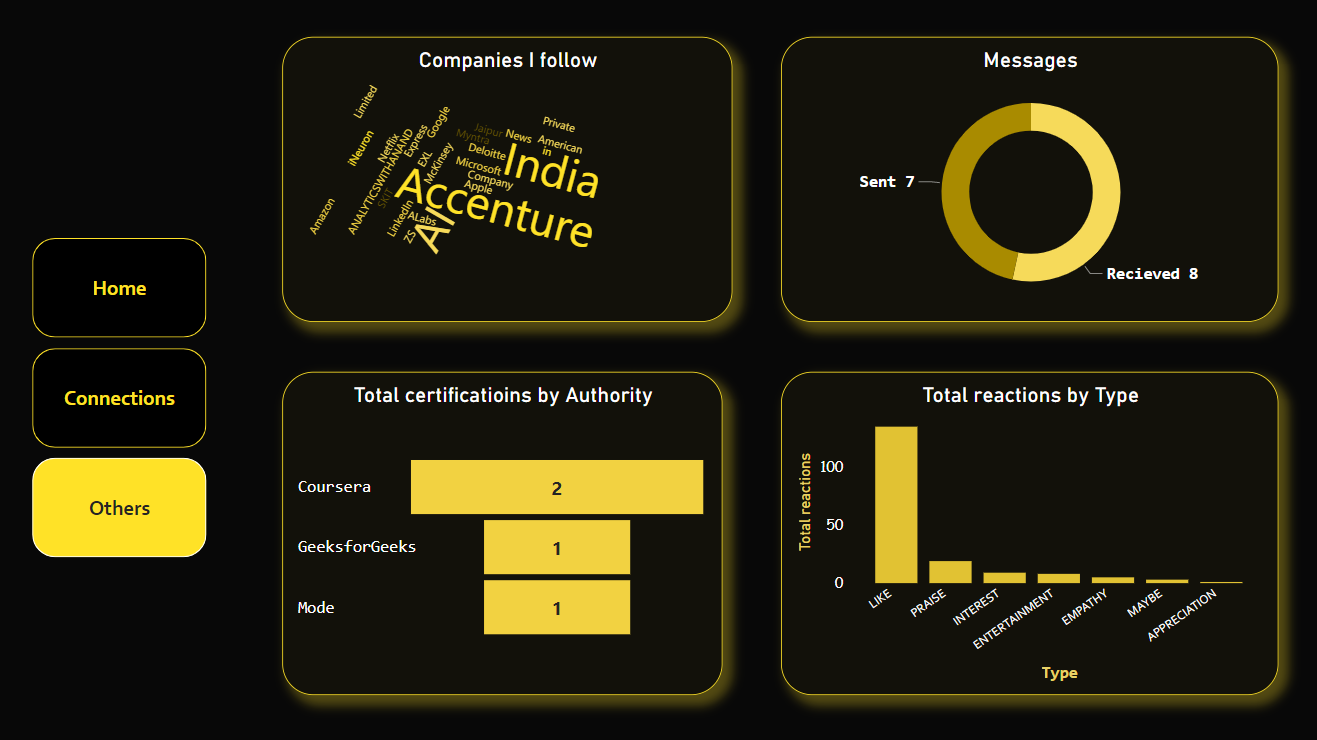 Home
Connections
Others
Companies I follow
Limited
iNeuron
Amazon
Netflix
ANALYTICSWITHANAND
Express
Google
EXL
McKinsey
SKIT
LinkedIn
ZS
ALabs
AI
Jaipur
Myntra
News
Private
American
in
Deloitte
Microsoft
Company
Apple
India
Accenture
Messages
Sent 7
Recieved 8
Total certificatioins by Authority
Coursera
2
GeeksforGeeks
1
Mode
1
Total reactions by Type
Total reactions
100
50
0
LIKE
PRAISE
INTEREST
ENTERTAINMENT
EMPATHY
MAYBE
APPRECIATION
Type